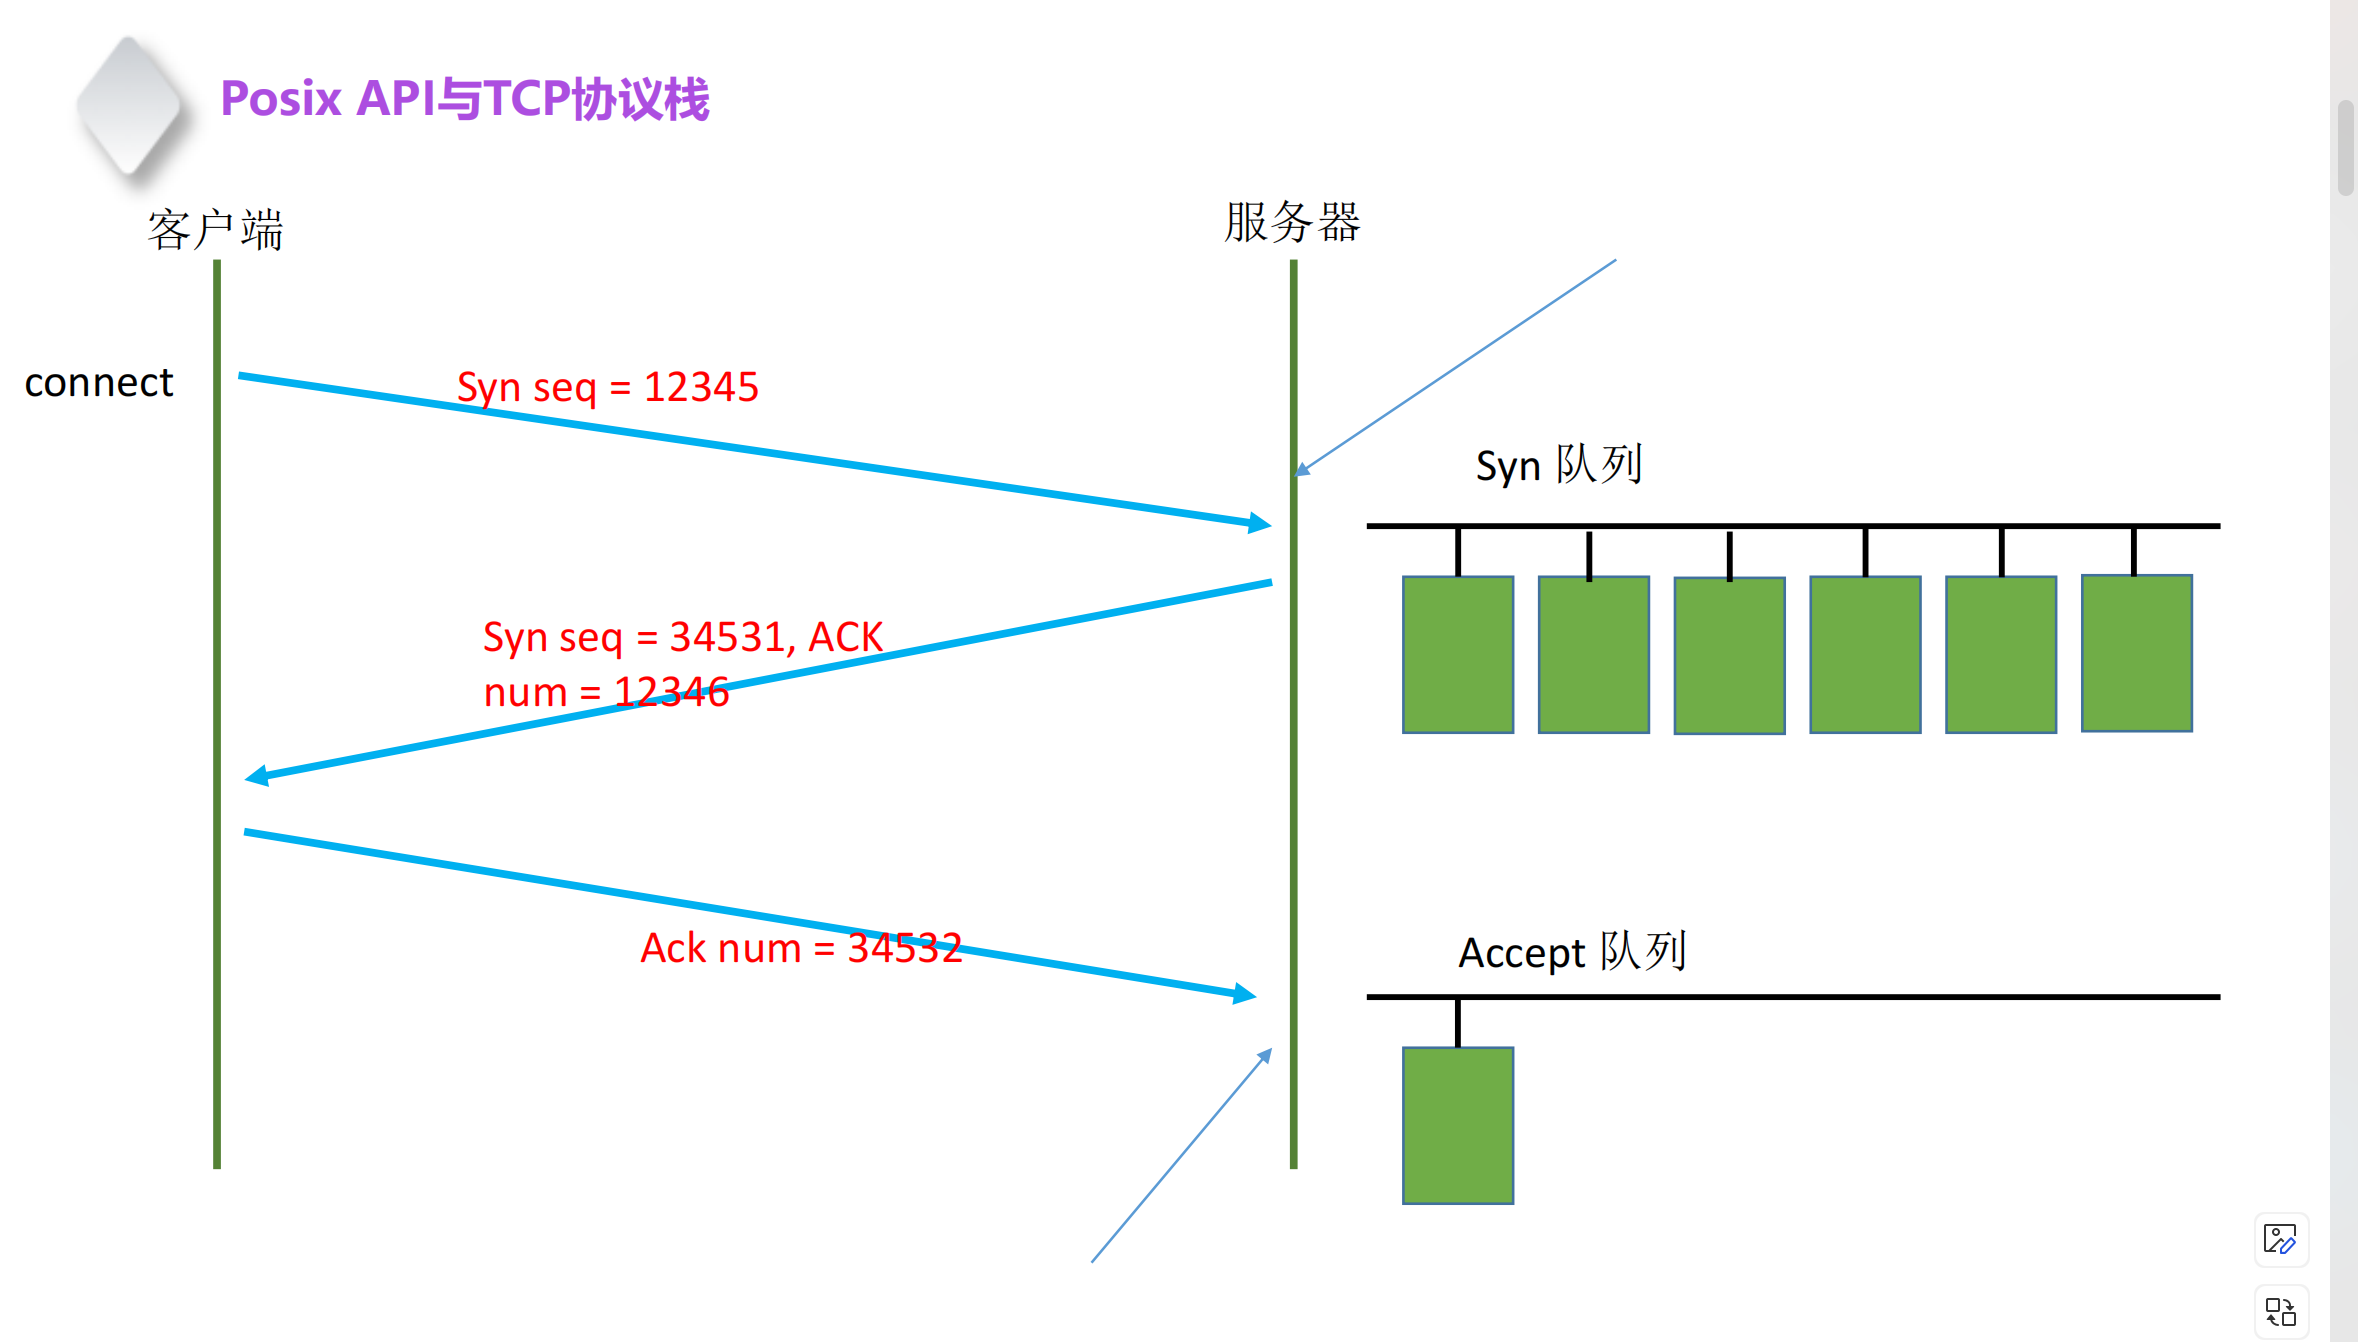 Posix API与TCP协议栈
客户端
服务器
connect
Syn seq = 12345
Syn 队列
Syn seq = 34531, ACK
num = 12346
Ack num = 34532
Accept 队列